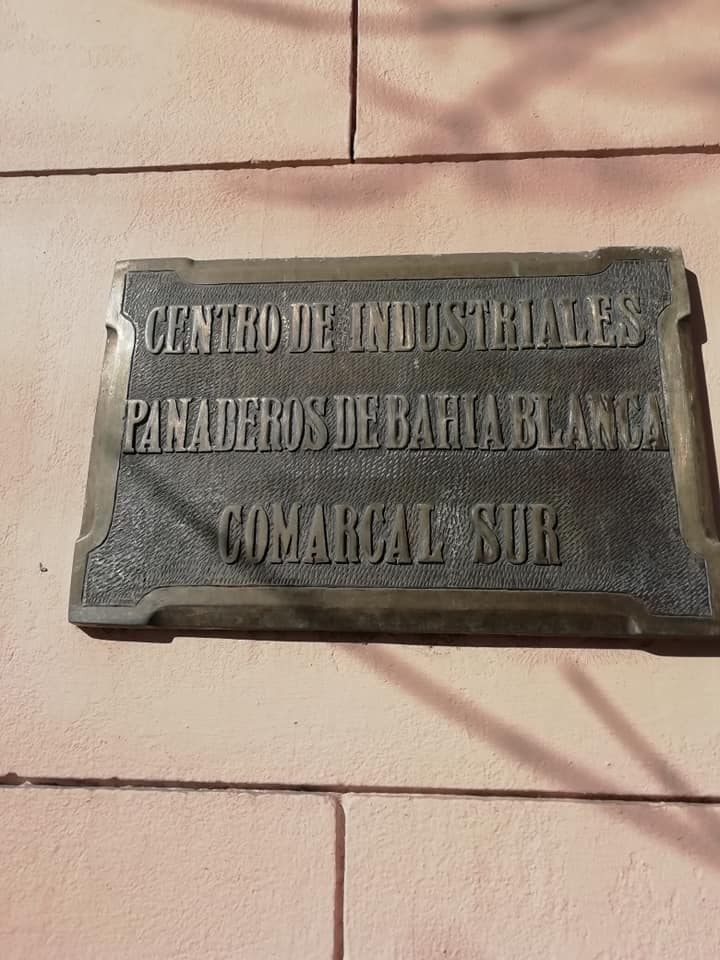 CENTRO DE INDUSTRIALES
PANADEROS DE BAHIA BLANCA
COMARCAL SUR